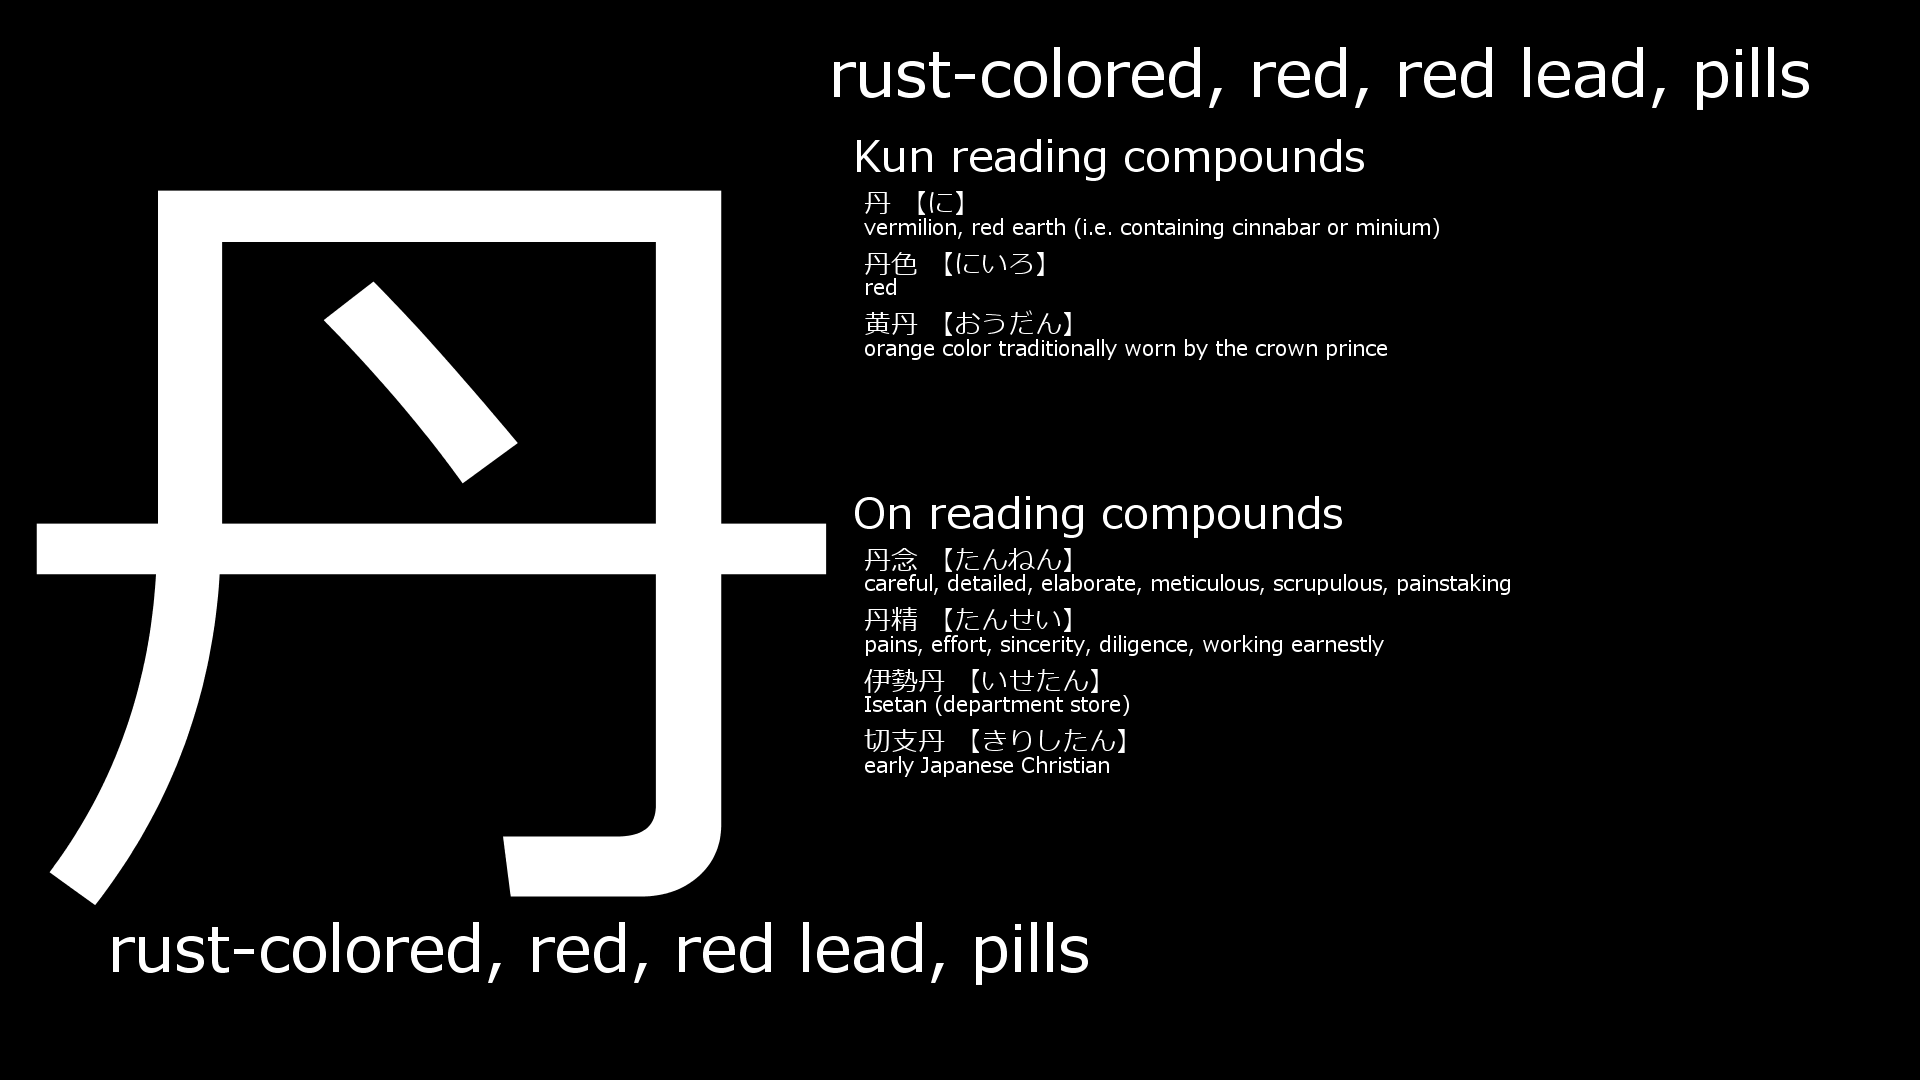 rust-colored, red, red lead, pills
Kun reading compounds
丹 【に】
vermilion, red earth (i.e. containing cinnabar or minium)
丹色 【にいろ】
red
黄丹 【おうだん】
orange color traditionally worn by the crown prince
On reading compounds
丹念 【たんねん】
careful, detailed, elaborate, meticulous, scrupulous, painstaking
丹精 【たんせい】
pains, effort, sincerity, diligence, working earnestly
伊勢丹 【いせたん】
Isetan (department store)
切支丹 【きりしたん】
early Japanese Christian
丹
rust-colored, red, red lead, pills